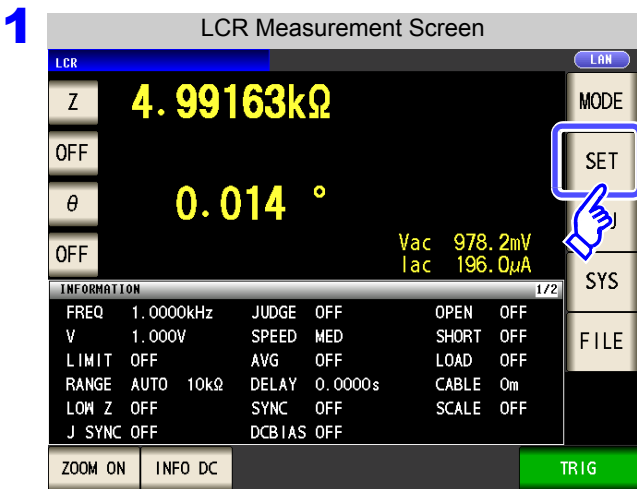 1
LCR Measurement Screen
LCR
LAN
Z 4.99163kΩ
MODE
OFF
SET
θ 0.014 °
OFF
Vac 978.2mV
Iac 196.0μA
SYS
INFORMATION 1/2
FREQ 1.0000kHz JUDGE OFF OPEN OFF
V 1.000V SPEED MED SHORT OFF
FILE
LIMIT OFF AVG OFF LOAD OFF
RANGE AUTO 10kΩ DELAY 0.0000s CABLE 0m
LOW Z OFF SYNC OFF SCALE OFF
J SYNC OFF DCBIAS OFF
ZOOM ON INFO DC TRIG